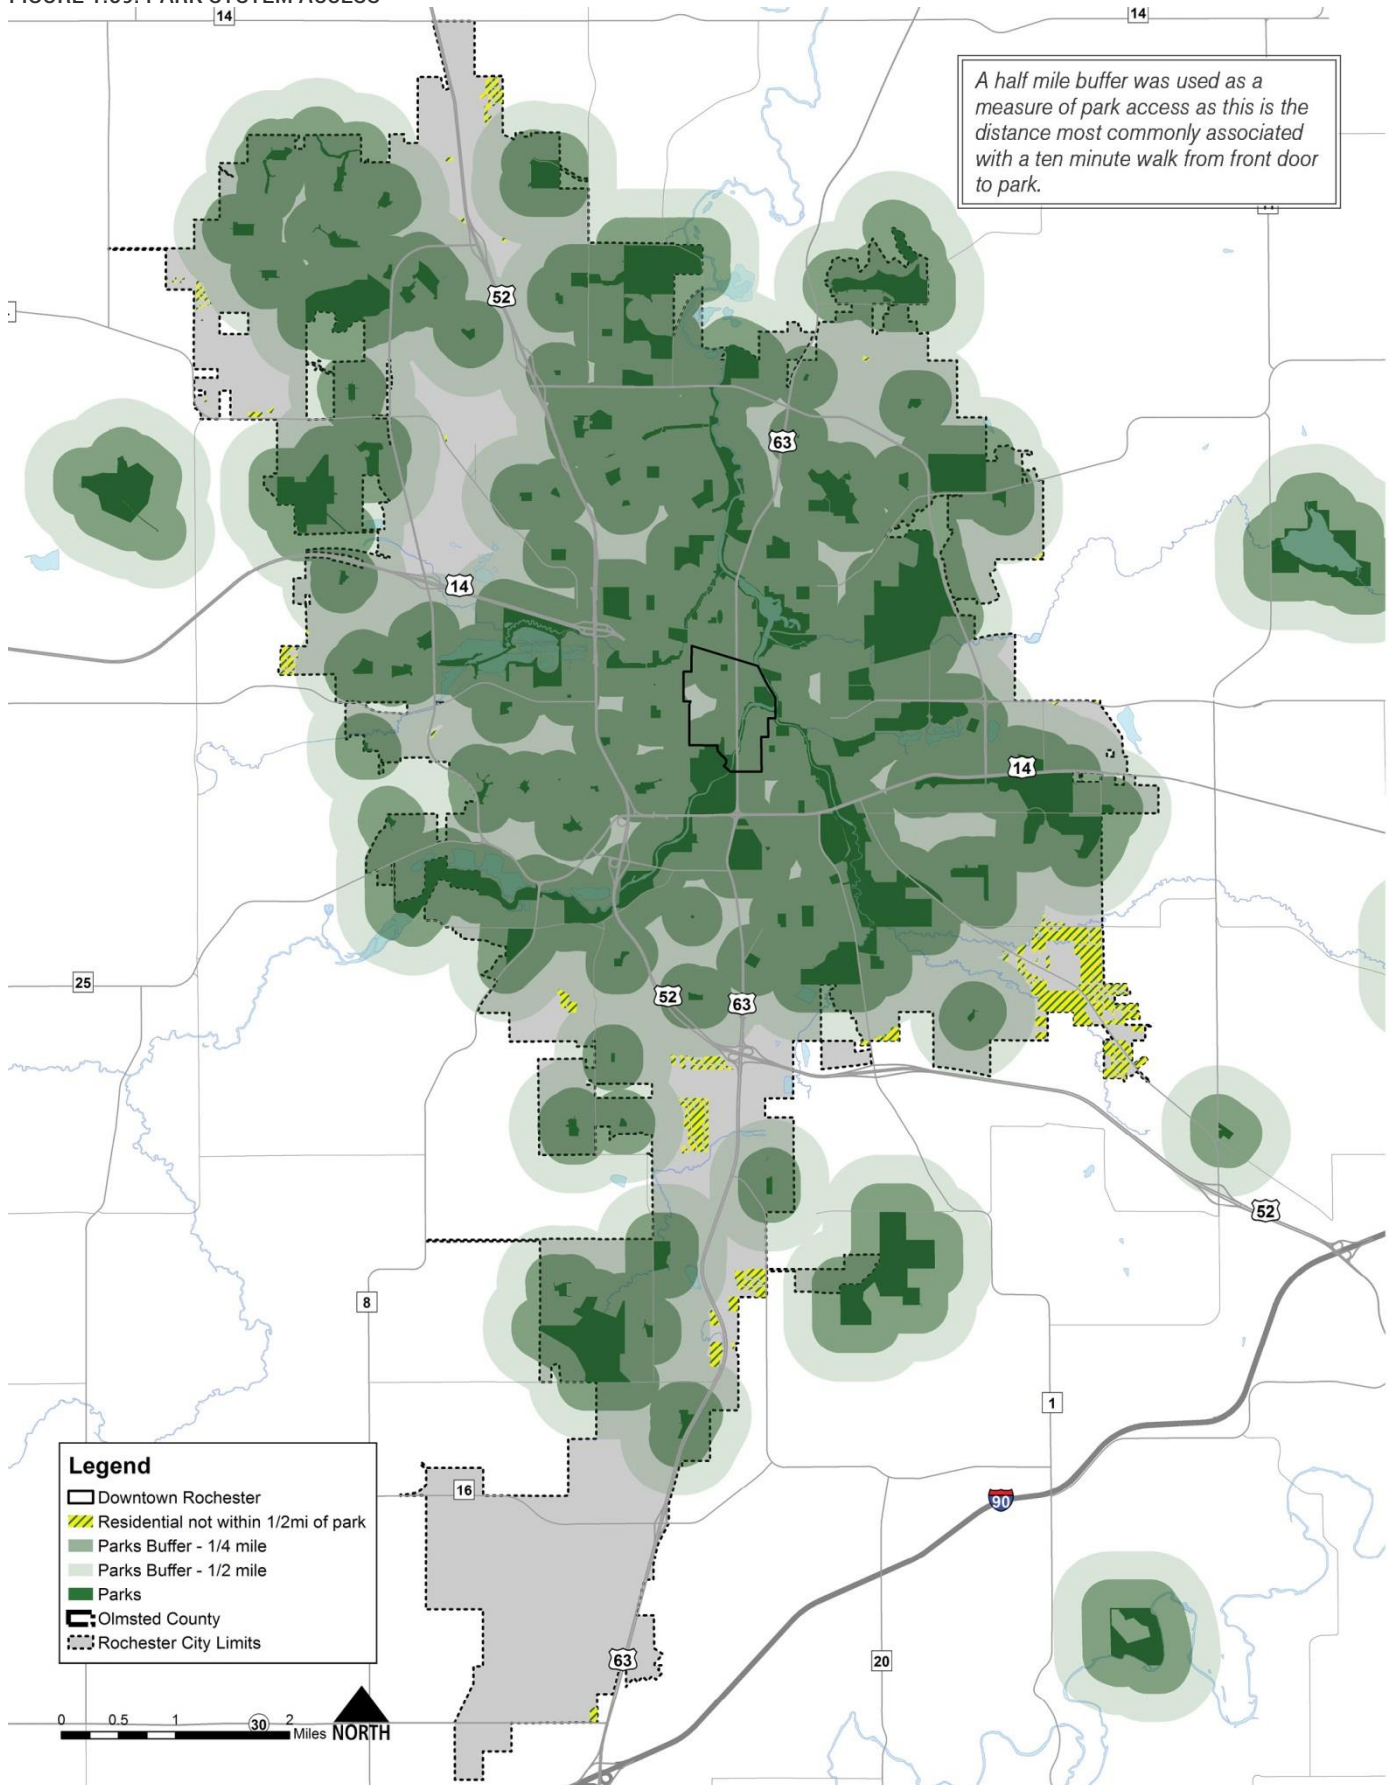 14
14
A half mile buffer was used as a
measure of park access as this is the
distance most commonly associated
with a ten minute walk from front door
to park.
52
63
14
14
25
52
63
52
8
1
Legend
Downtown Rochester
Residential not within 1/2mi of park
Parks Buffer - 1/4 mile
Parks Buffer - 1/2 mile
Parks
Olmsted County
Rochester City Limits
16
90
63
20
0 0.5 1 2
30
Miles NORTH